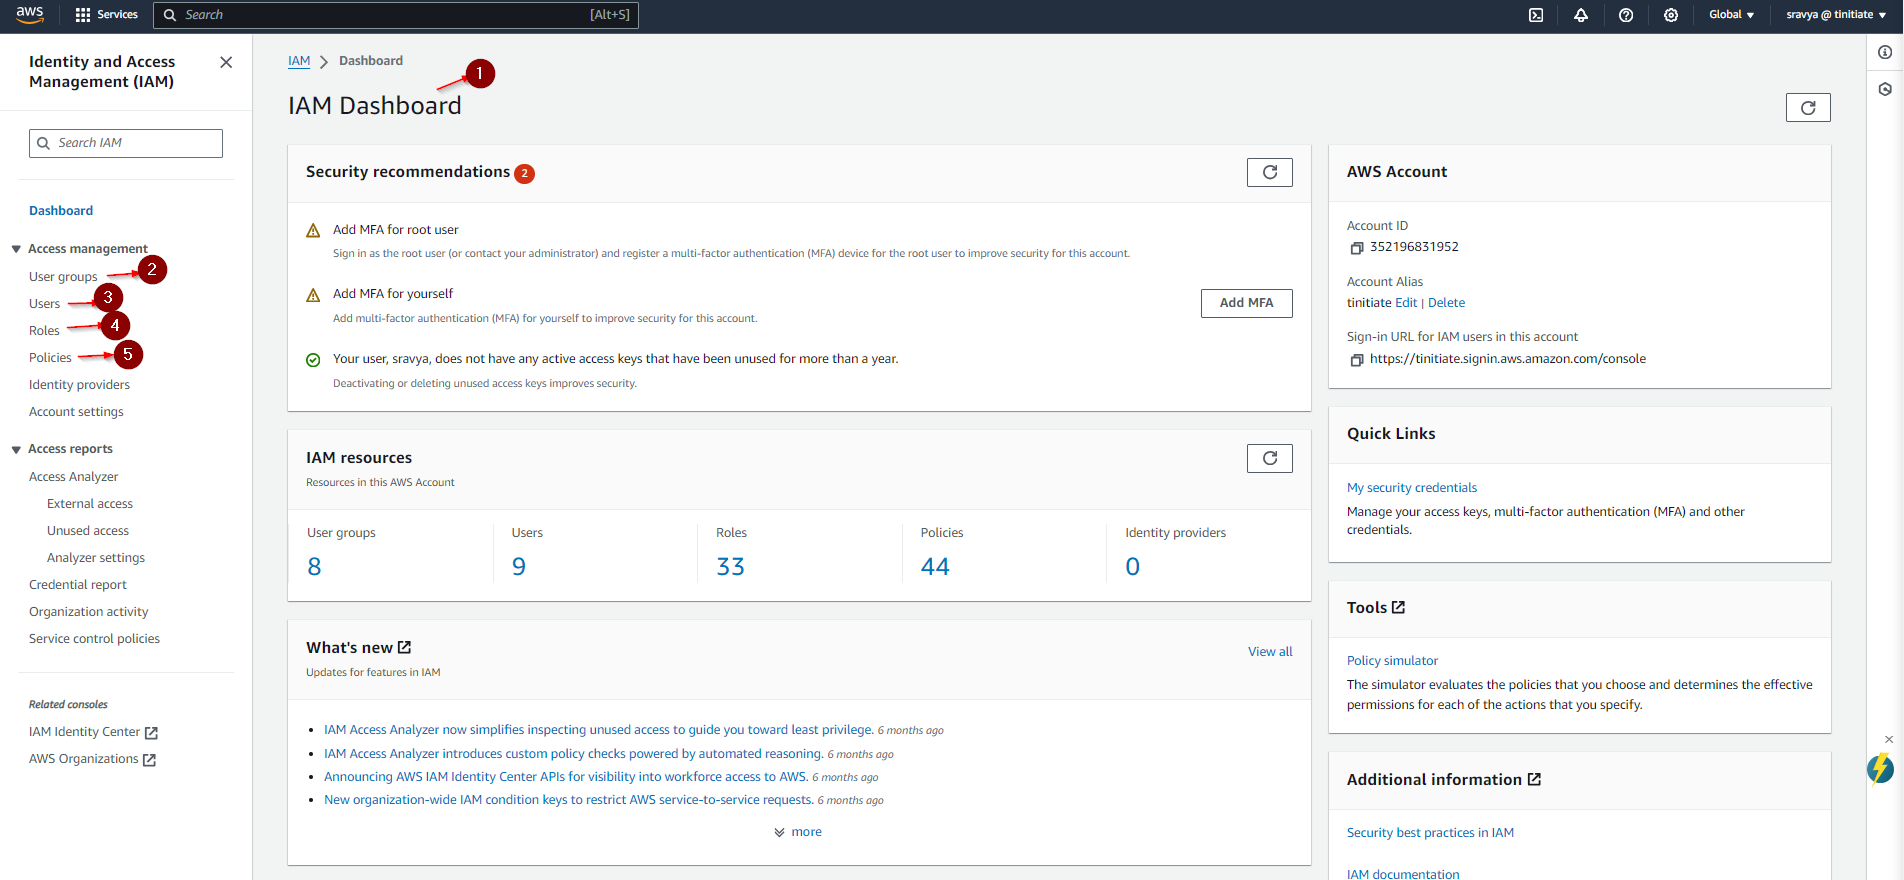 aws
Services
Search
[Alt+S]
Global
sravya @ tinitiate
Identity and Access
Management (IAM)
Search IAM
Dashboard
Access management
User groups
2
Users
3
Roles
4
Policies
5
Identity providers
Account settings
Access reports
Access Analyzer
External access
Unused access
Analyzer settings
Credential report
Organization activity
Service control policies
Related consoles
IAM Identity Center
AWS Organizations
IAM > Dashboard
1
IAM Dashboard
Security recommendations 2
Add MFA for root user
Sign in as the root user (or contact your administrator) and register a multi-factor authentication (MFA) device for the root user to improve security for this account.
Add MFA for yourself
Add multi-factor authentication (MFA) for yourself to improve security for this account.
Add MFA
Your user, sravya, does not have any active access keys that have been unused for more than a year.
Deactivating or deleting unused access keys improves security.
IAM resources
Resources in this AWS Account
User groups
8
Users
9
Roles
33
Policies
44
Identity providers
0
What's new
View all
Updates for features in IAM
IAM Access Analyzer now simplifies inspecting unused access to guide you toward least privilege. 6 months ago
IAM Access Analyzer introduces custom policy checks powered by automated reasoning. 6 months ago
Announcing AWS IAM Identity Center APIs for visibility into workforce access to AWS. 6 months ago
New organization-wide IAM condition keys to restrict AWS service-to-service requests. 6 months ago
more
AWS Account
Account ID
352196831952
Account Alias
tinitiate Edit | Delete
Sign-in URL for IAM users in this account
https://tinitiate.signin.aws.amazon.com/console
Quick Links
My security credentials
Manage your access keys, multi-factor authentication (MFA) and other
credentials.
Tools
Policy simulator
The simulator evaluates the policies that you choose and determines the effective
permissions for each of the actions that you specify.
Additional information
Security best practices in IAM
IAM documentation